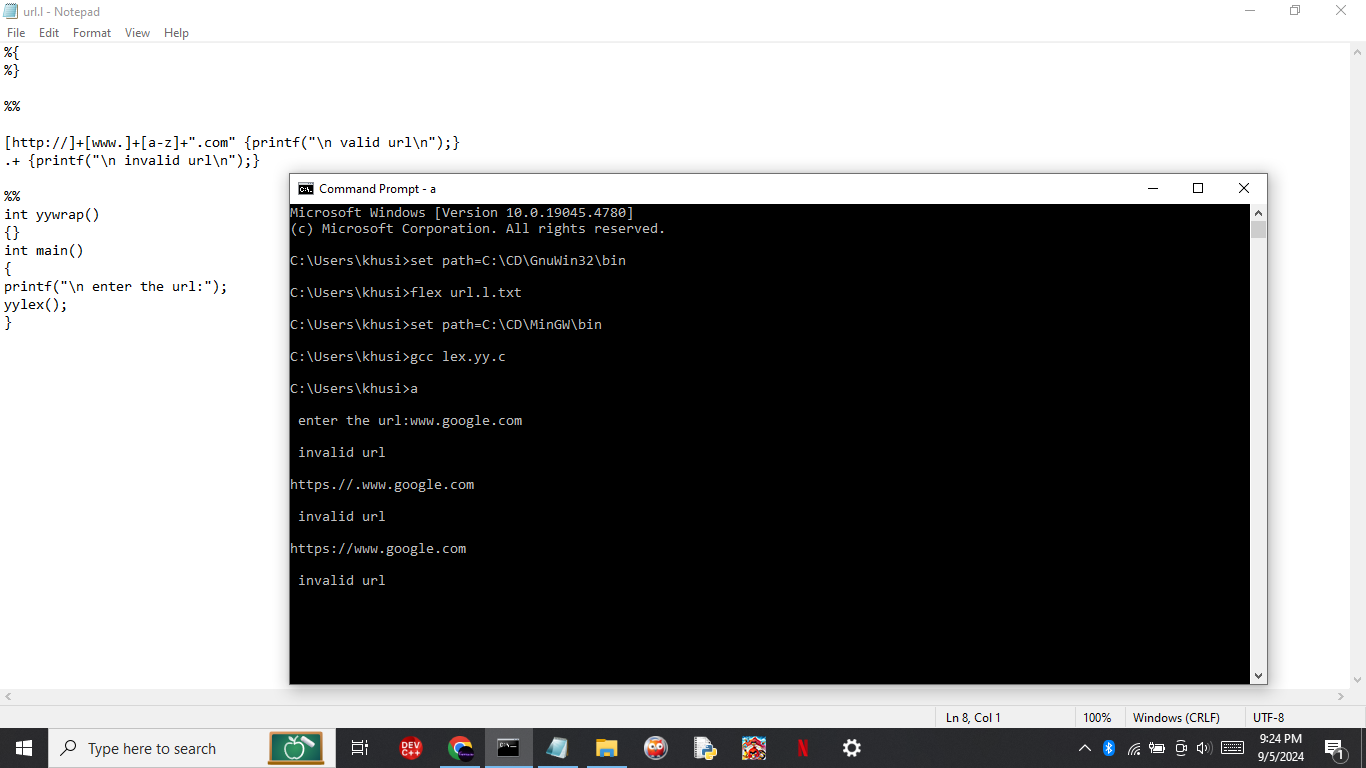 url.l - Notepad
File Edit Format View Help
%{
%}
%%
[http://]+[www.]+[a-z]+".com" {printf("\n valid url\n");}
.+ {printf("\n invalid url\n");}
%%
int yywrap()
{}
int main()
{
printf("\n enter the url:");
yylex();
}
Command Prompt - a
Microsoft Windows [Version 10.0.19045.4780]
(c) Microsoft Corporation. All rights reserved.
C:\Users\khusi>set path=C:\CD\GnuWin32\bin
C:\Users\khusi>flex url.l.txt
C:\Users\khusi>set path=C:\CD\MinGW\bin
C:\Users\khusi>gcc lex.yy.c
C:\Users\khusi>a
enter the url:www.google.com
invalid url
https.//.www.google.com
invalid url
https://www.google.com
invalid url
Ln 8, Col 1 100% Windows (CRLF) UTF-8
Type here to search
DEV
C++
9:24 PM
9/5/2024
1